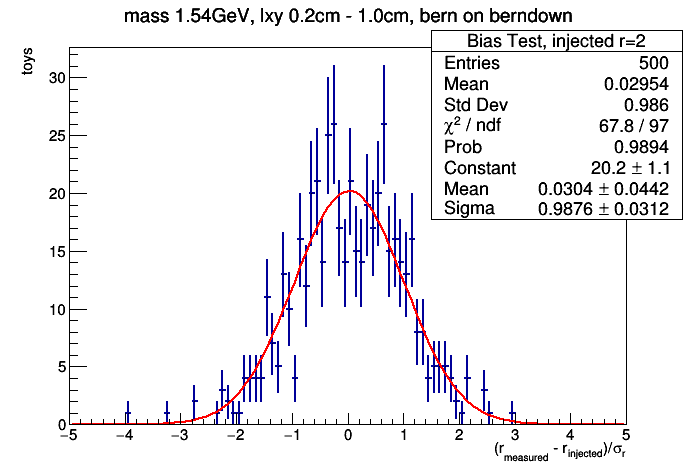 mass 1.54GeV, lxy 0.2cm - 1.0cm, bern on berndown
Bias Test, injected r=2
Entries 500
Mean 0.02954
Std Dev 0.986
χ² / ndf 67.8 / 97
Prob 0.9894
Constant 20.2 ± 1.1
Mean 0.0304 ± 0.0442
Sigma 0.9876 ± 0.0312
toys
30
25
20
15
10
5
0
−5 −4 −3 −2 −1 0 1 2 3 4 5
(r_measured - r_injected)/σ_r